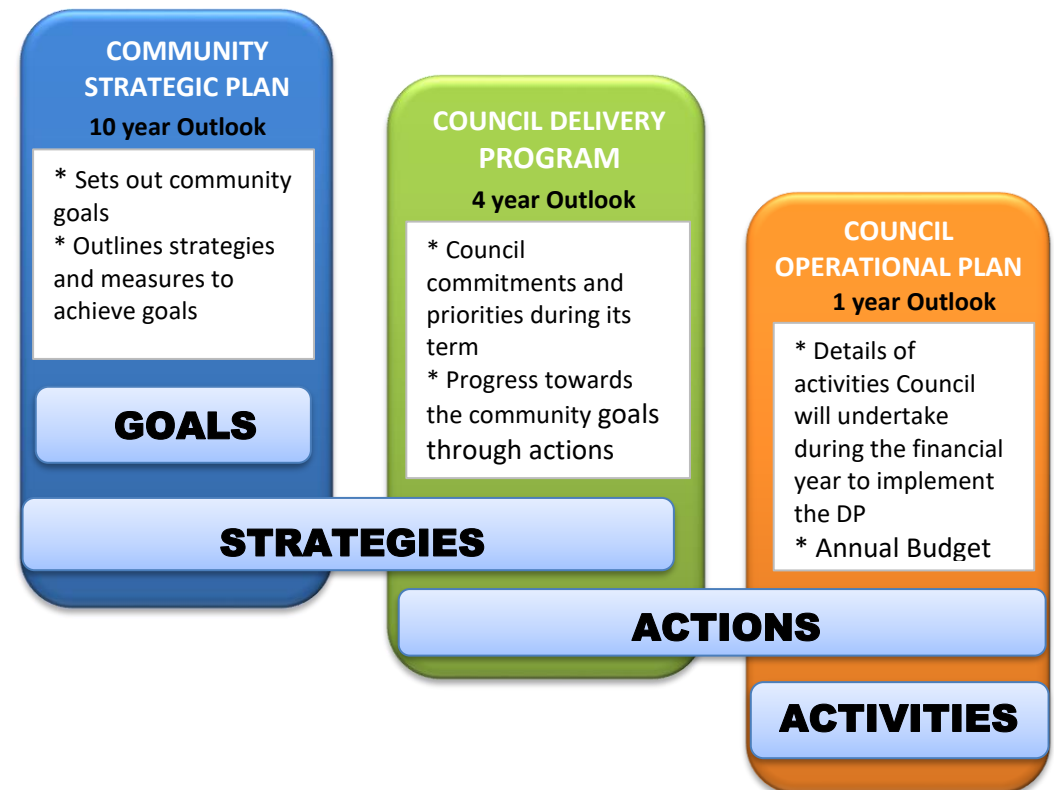 COMMUNITY
STRATEGIC PLAN
10 year Outlook
* Sets out community
goals
* Outlines strategies
and measures to
achieve goals
GOALS
COUNCIL DELIVERY
PROGRAM
4 year Outlook
* Council
commitments and
priorities during its
term
* Progress towards
the community goals
through actions
STRATEGIES
COUNCIL
OPERATIONAL PLAN
1 year Outlook
* Details of
activities Council
will undertake
during the financial
year to implement
the DP
* Annual Budget
ACTIONS
ACTIVITIES